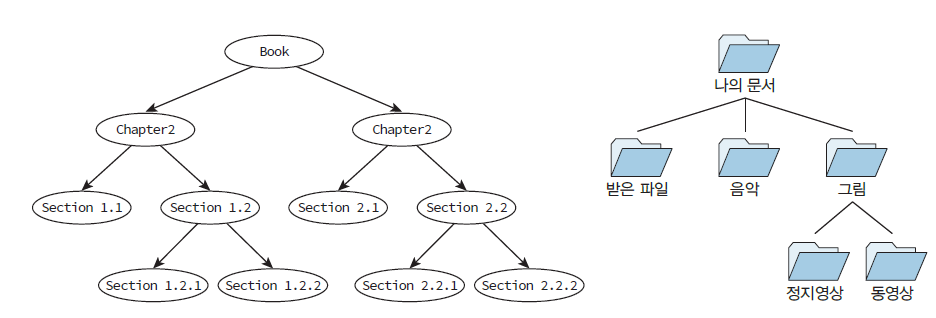 Book
Chapter2
Chapter2
Section 1.1
Section 1.2
Section 2.1
Section 2.2
Section 1.2.1
Section 1.2.2
Section 2.2.1
Section 2.2.2
나의 문서
받은 파일
음악
그림
정지영상
동영상